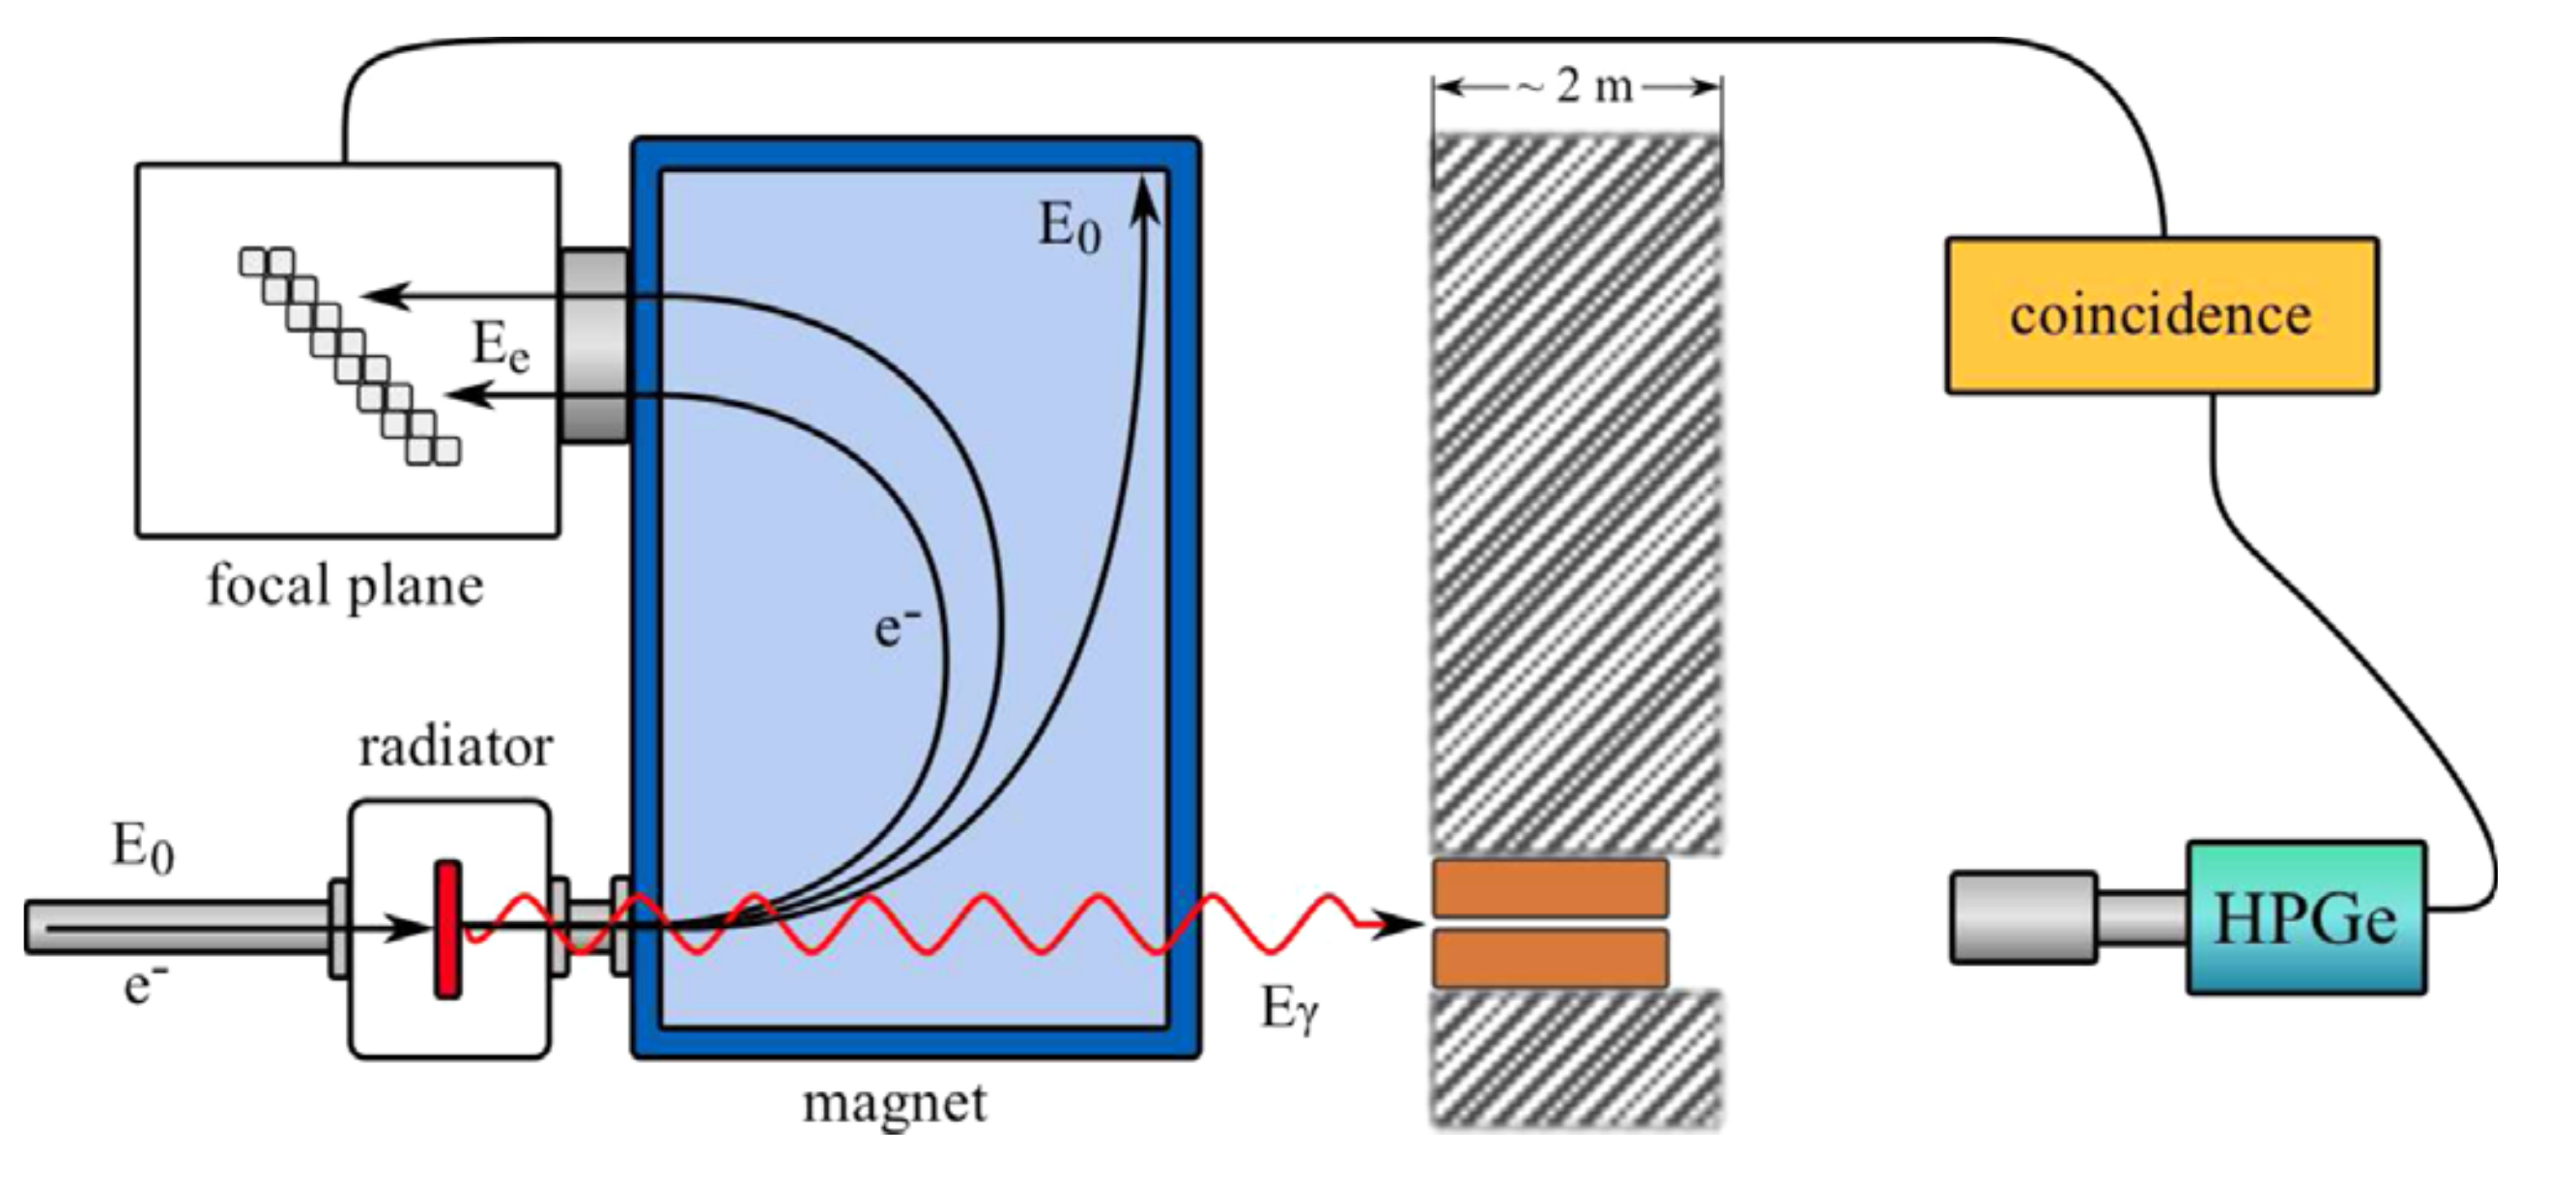 ~ 2 m
E₀
coincidence
Eₑ
focal plane
e⁻
radiator
E₀
e⁻
HPGe
Eγ
magnet